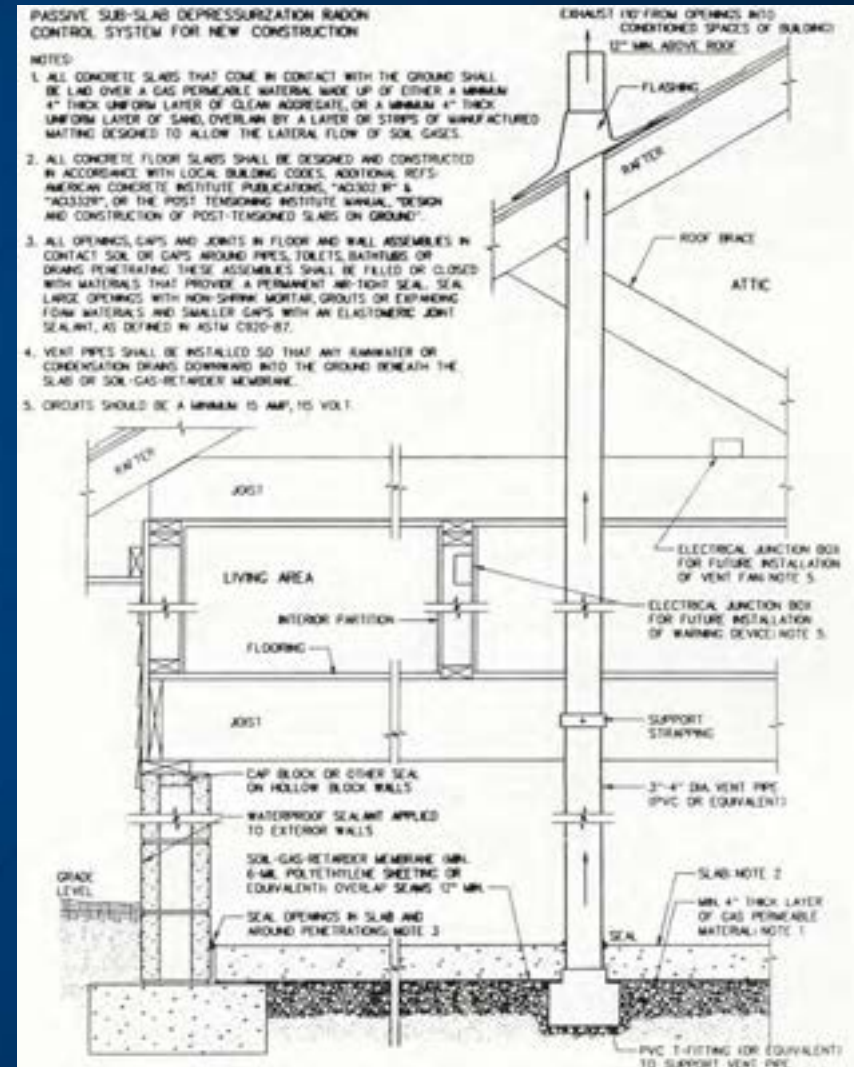 PASSIVE SUB-SLAB DEPRESSURIZATION RADON
CONTROL SYSTEM FOR NEW CONSTRUCTION
NOTES:
1. ALL CONCRETE SLABS THAT COME IN CONTACT WITH THE GROUND SHALL
BE LAID OVER A GAS PERMEABLE MATERIAL MADE UP OF EITHER A MINIMUM
4" THICK UNIFORM LAYER OF CLEAN AGGREGATE, OR A MINIMUM 4" THICK
UNIFORM LAYER OF SAND, OVERLAIN BY A LAYER OR STRIPS OF MANUFACTURED
MATTING DESIGNED TO ALLOW THE LATERAL FLOW OF SOIL GASES.
2. ALL CONCRETE FLOOR SLABS SHALL BE DESIGNED AND CONSTRUCTED
IN ACCORDANCE WITH LOCAL BUILDING CODES, ADDITIONAL REFS:
AMERICAN CONCRETE INSTITUTE PUBLICATIONS, &
OR THE POST TENSIONING INSTITUTE MANUAL, "DESIGN
AND CONSTRUCTION OF POST-TENSIONED SLABS ON GROUND".
3. ALL OPENINGS, GAPS AND JOINTS IN FLOOR AND WALL ASSEMBLIES IN
CONTACT SOIL OR GAPS AROUND PIPES, TOILETS, BATHTUBS OR
DRAINS PENETRATING THESE ASSEMBLIES SHALL BE FILLED OR CLOSED
WITH MATERIALS THAT PROVIDE A PERMANENT AIR-TIGHT SEAL. SEAL
LARGE OPENINGS WITH NON-SHRINK MORTAR, GROUTS OR EXPANDING
FOAM MATERIALS AND SMALLER GAPS WITH AN ELASTOMERIC JOINT
SEALANT, AS DEFINED IN ASTM C920-87.
4. VENT PIPES SHALL BE INSTALLED SO THAT ANY RAINWATER OR
CONDENSATION DRAINS DOWNWARD INTO THE GROUND BENEATH THE
SLAB OR SOIL-GAS-RETARDER MEMBRANE.
5. CIRCUITS SHOULD BE A MINIMUM 15 AMP, 115 VOLT.
EXHAUST (10' FROM OPENINGS INTO
CONDITIONED SPACES OF BUILDING)
12" MIN. ABOVE ROOF
FLASHING
RAFTER
ROOF BRACE
ATTIC
RAFTER
JOIST
ELECTRICAL JUNCTION BOX
FOR FUTURE INSTALLATION
OF VENT FAN: NOTE 5.
LIVING AREA
ELECTRICAL JUNCTION BOX
FOR FUTURE INSTALLATION
OF WARNING DEVICE: NOTE 5.
INTERIOR PARTITION
FLOORING
JOIST
SUPPORT
STRAPPING
CAP BLOCK OR OTHER SEAL
ON HOLLOW BLOCK WALLS
3"-4" DIA. VENT PIPE
(PVC OR EQUIVALENT)
WATERPROOF SEALANT APPLIED
TO EXTERIOR WALLS
SOIL-GAS-RETARDER MEMBRANE (MIN.
6-MIL POLYETHYLENE SHEETING OR
EQUIVALENT): OVERLAP SEAMS 12" MIN.
GRADE
LEVEL
SLAB: NOTE 2
MIN. 4" THICK LAYER
OF GAS PERMEABLE
MATERIAL: NOTE 1
SEAL OPENINGS IN SLAB AND
AROUND PENETRATIONS; NOTE 3
SEAL
PVC T-FITTING (OR EQUIVALENT)
TO SUPPORT VENT PIPE